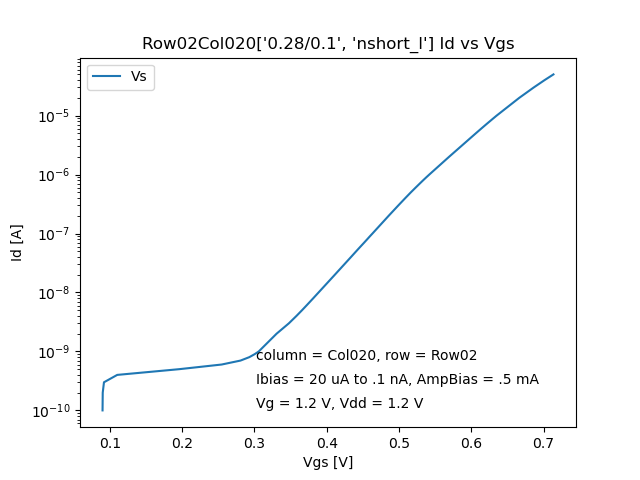 Row02Col020['0.28/0.1', 'nshort_l'] Id vs Vgs
Vs
Id [A]
10⁻⁵
10⁻⁶
10⁻⁷
10⁻⁸
10⁻⁹
10⁻¹⁰
column = Col020, row = Row02
Ibias = 20 uA to .1 nA, AmpBias = .5 mA
Vg = 1.2 V, Vdd = 1.2 V
0.1 0.2 0.3 0.4 0.5 0.6 0.7
Vgs [V]